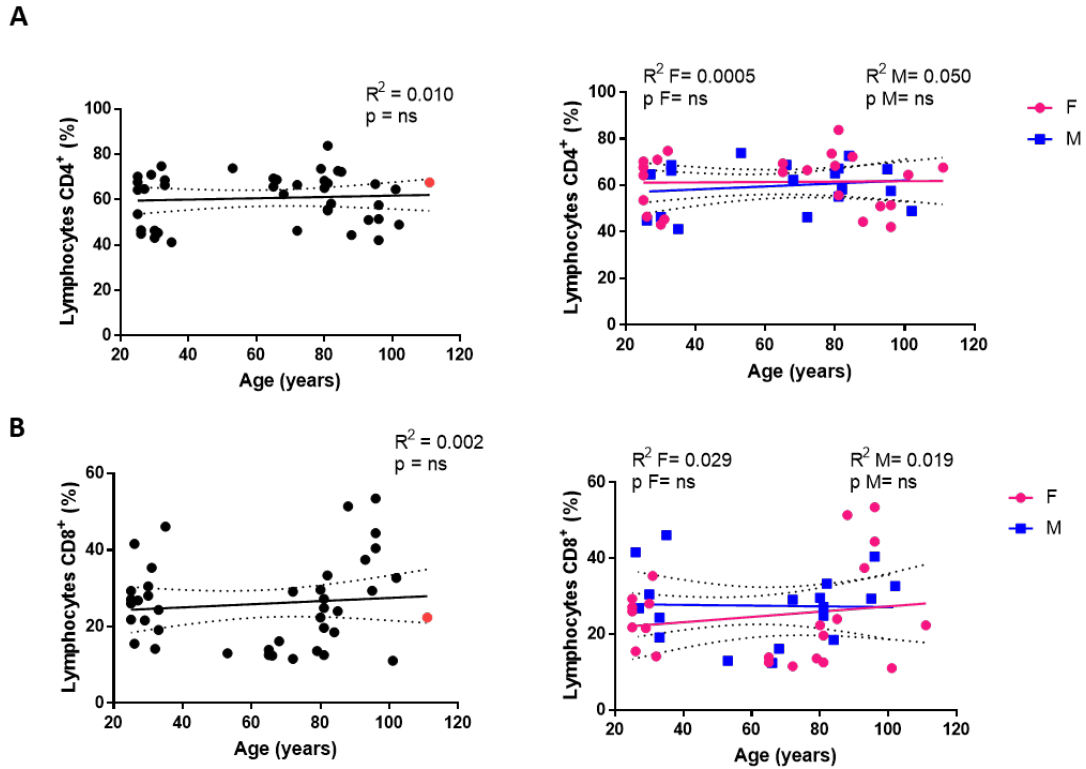 A
R² = 0.010
p = ns
100
80
60
40
20
0
20
40
60
80
100
120
Lymphocytes CD4⁺ (%)
Age (years)
R² F= 0.0005
p F= ns
R² M= 0.050
p M= ns
F
M
100
80
60
40
20
0
20
40
60
80
100
120
Lymphocytes CD4⁺ (%)
Age (years)
B
R² = 0.002
p = ns
60
40
20
0
20
40
60
80
100
120
Lymphocytes CD8⁺ (%)
Age (years)
R² F= 0.029
p F= ns
R² M= 0.019
p M= ns
F
M
60
40
20
0
20
40
60
80
100
120
Lymphocytes CD8⁺ (%)
Age (years)